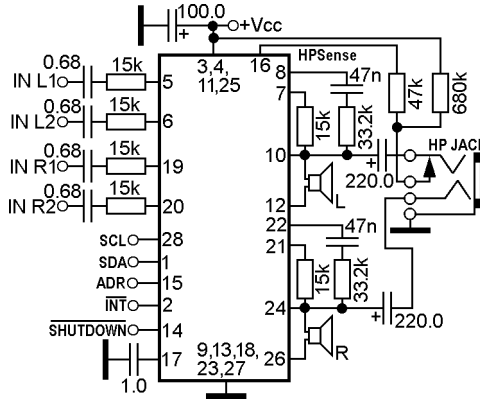 100.0
+
+Vcc
HPSense
0.68
15k
IN L1
5
3,4,
11,25
16
8
47n
7
47k
680k
0.68
15k
IN L2
6
15k
33.2k
HP JACK
10
+
220.0
0.68
15k
IN R1
19
L
12
0.68
15k
IN R2
20
22
47n
SCL
28
21
SDA
1
15k
33.2k
ADR
15
INT
2
24
+
220.0
SHUTDOWN
14
R
17
9,13,18,
23,27
26
1.0